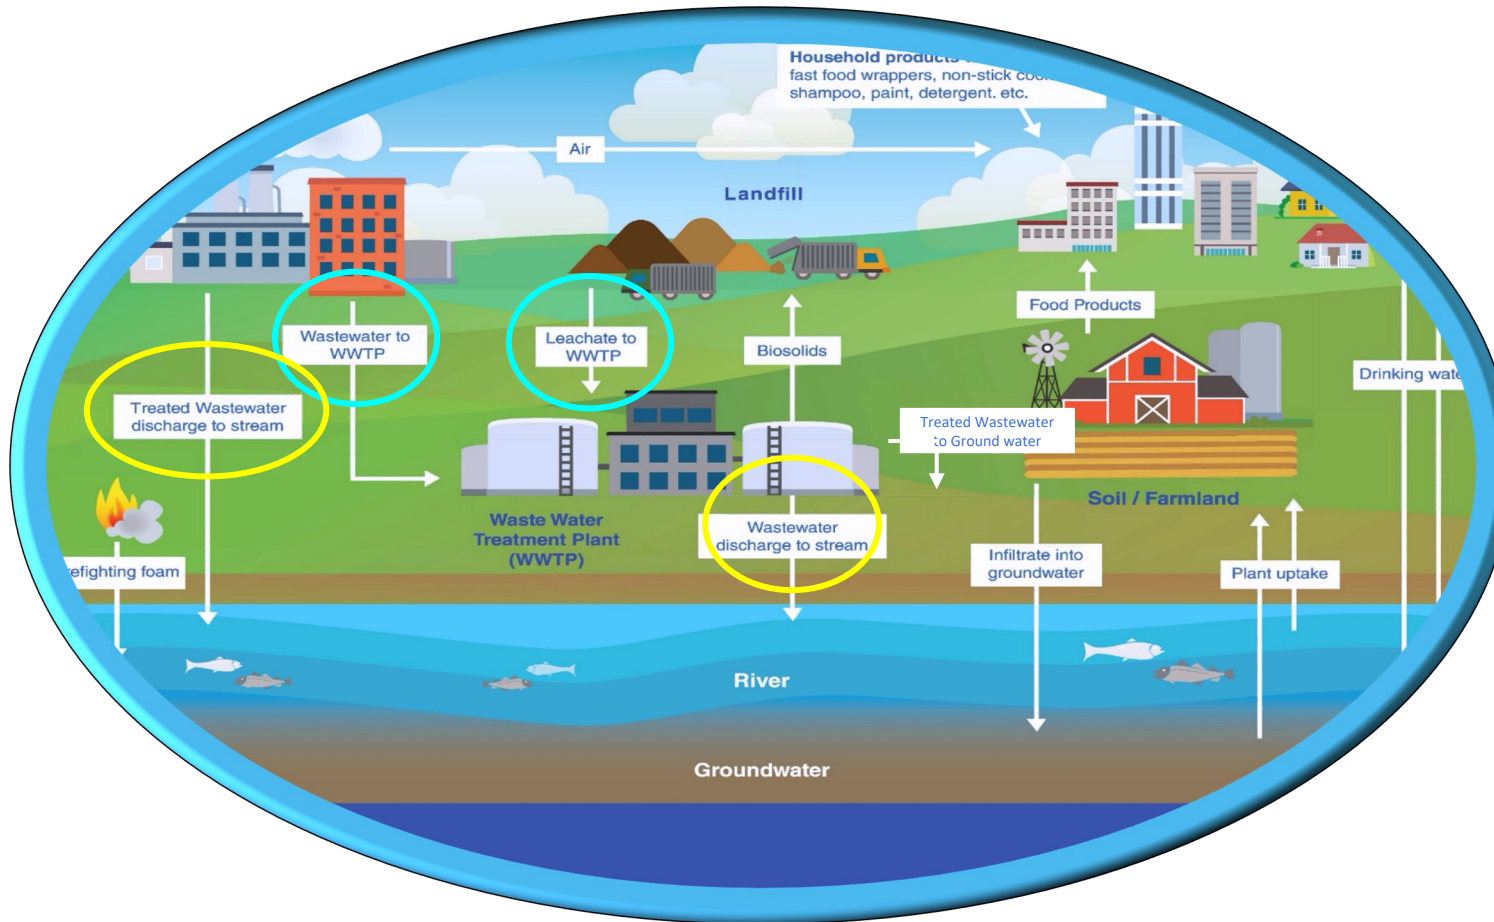 Household products
fast food wrappers, non-stick
shampoo, paint, detergent. etc.
Air
Landfill
Wastewater to
WWTP
Leachate to
WWTP
Biosolids
Food Products
Drinking
Treated Wastewater
discharge to stream
Treated Wastewater
to Ground water
Soil / Farmland
Waste Water
Treatment Plant
(WWTP)
Wastewater
discharge to stream
Infiltrate into
groundwater
Plant uptake
foam
River
Groundwater